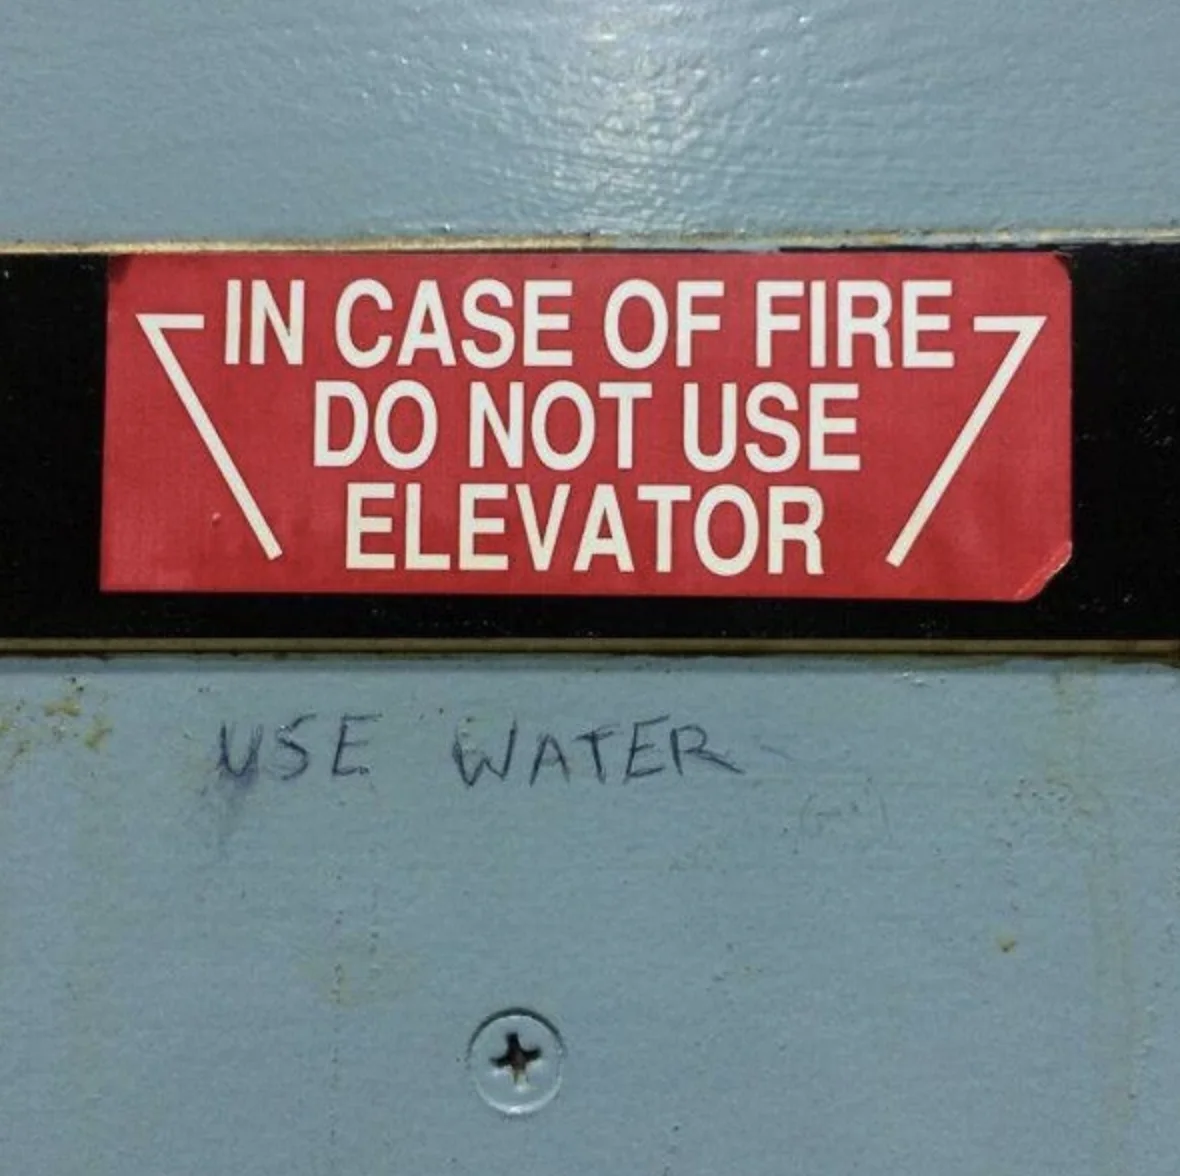 IN CASE OF FIRE
DO NOT USE
ELEVATOR
USE WATER